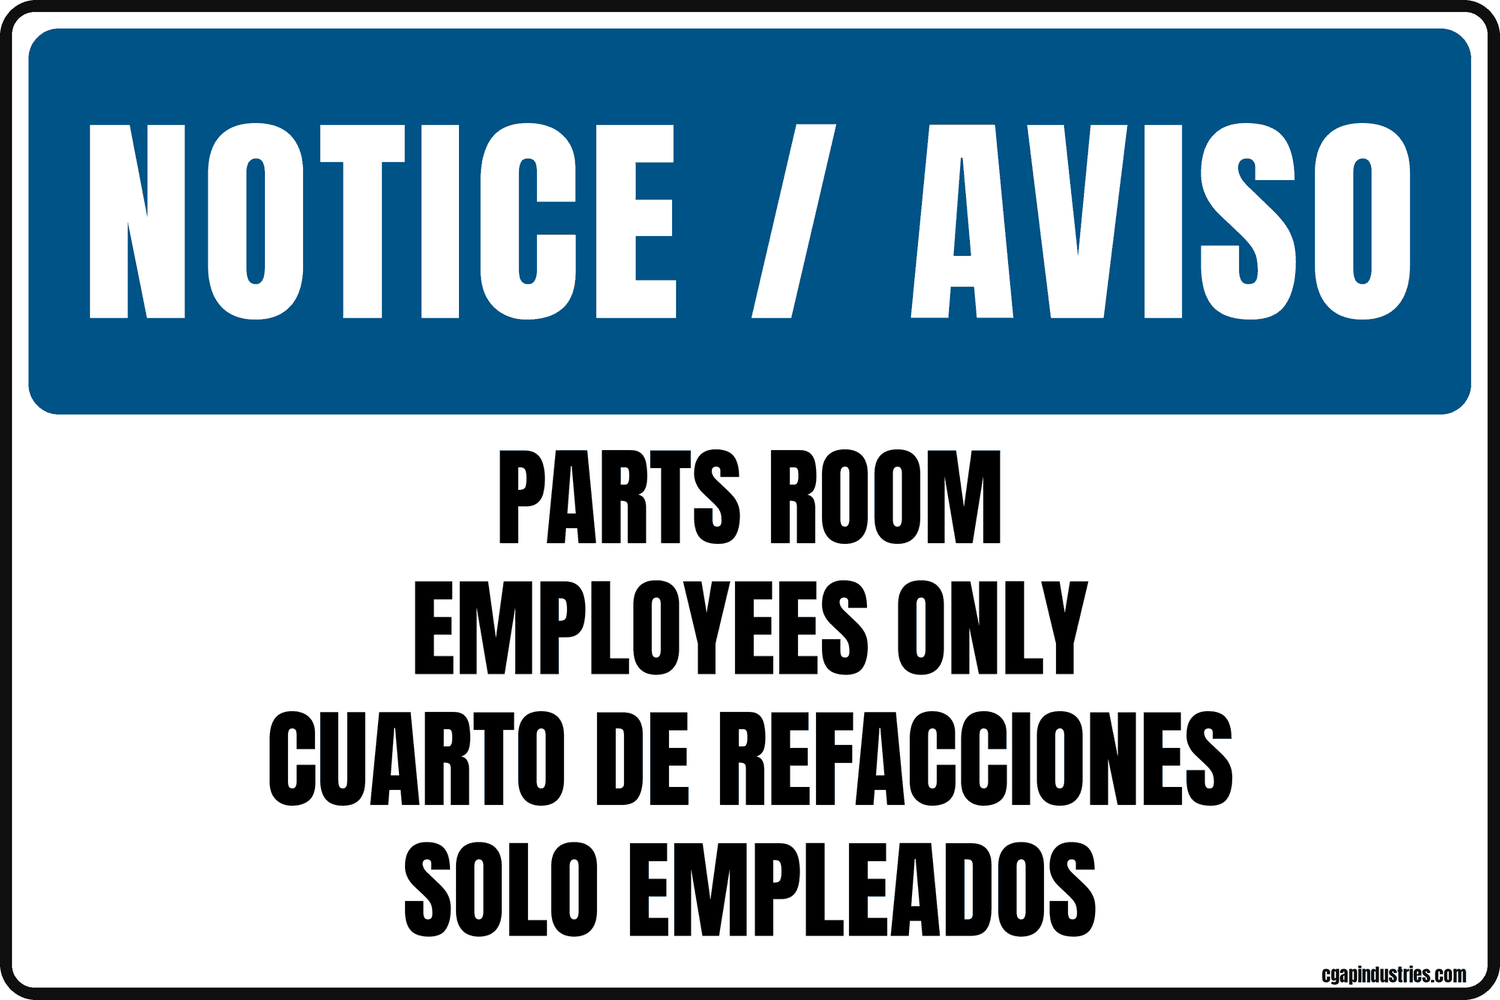 NOTICE / AVISO
PARTS ROOM
EMPLOYEES ONLY
CUARTO DE REFACCIONES
SOLO EMPLEADOS
cgapindustries.com